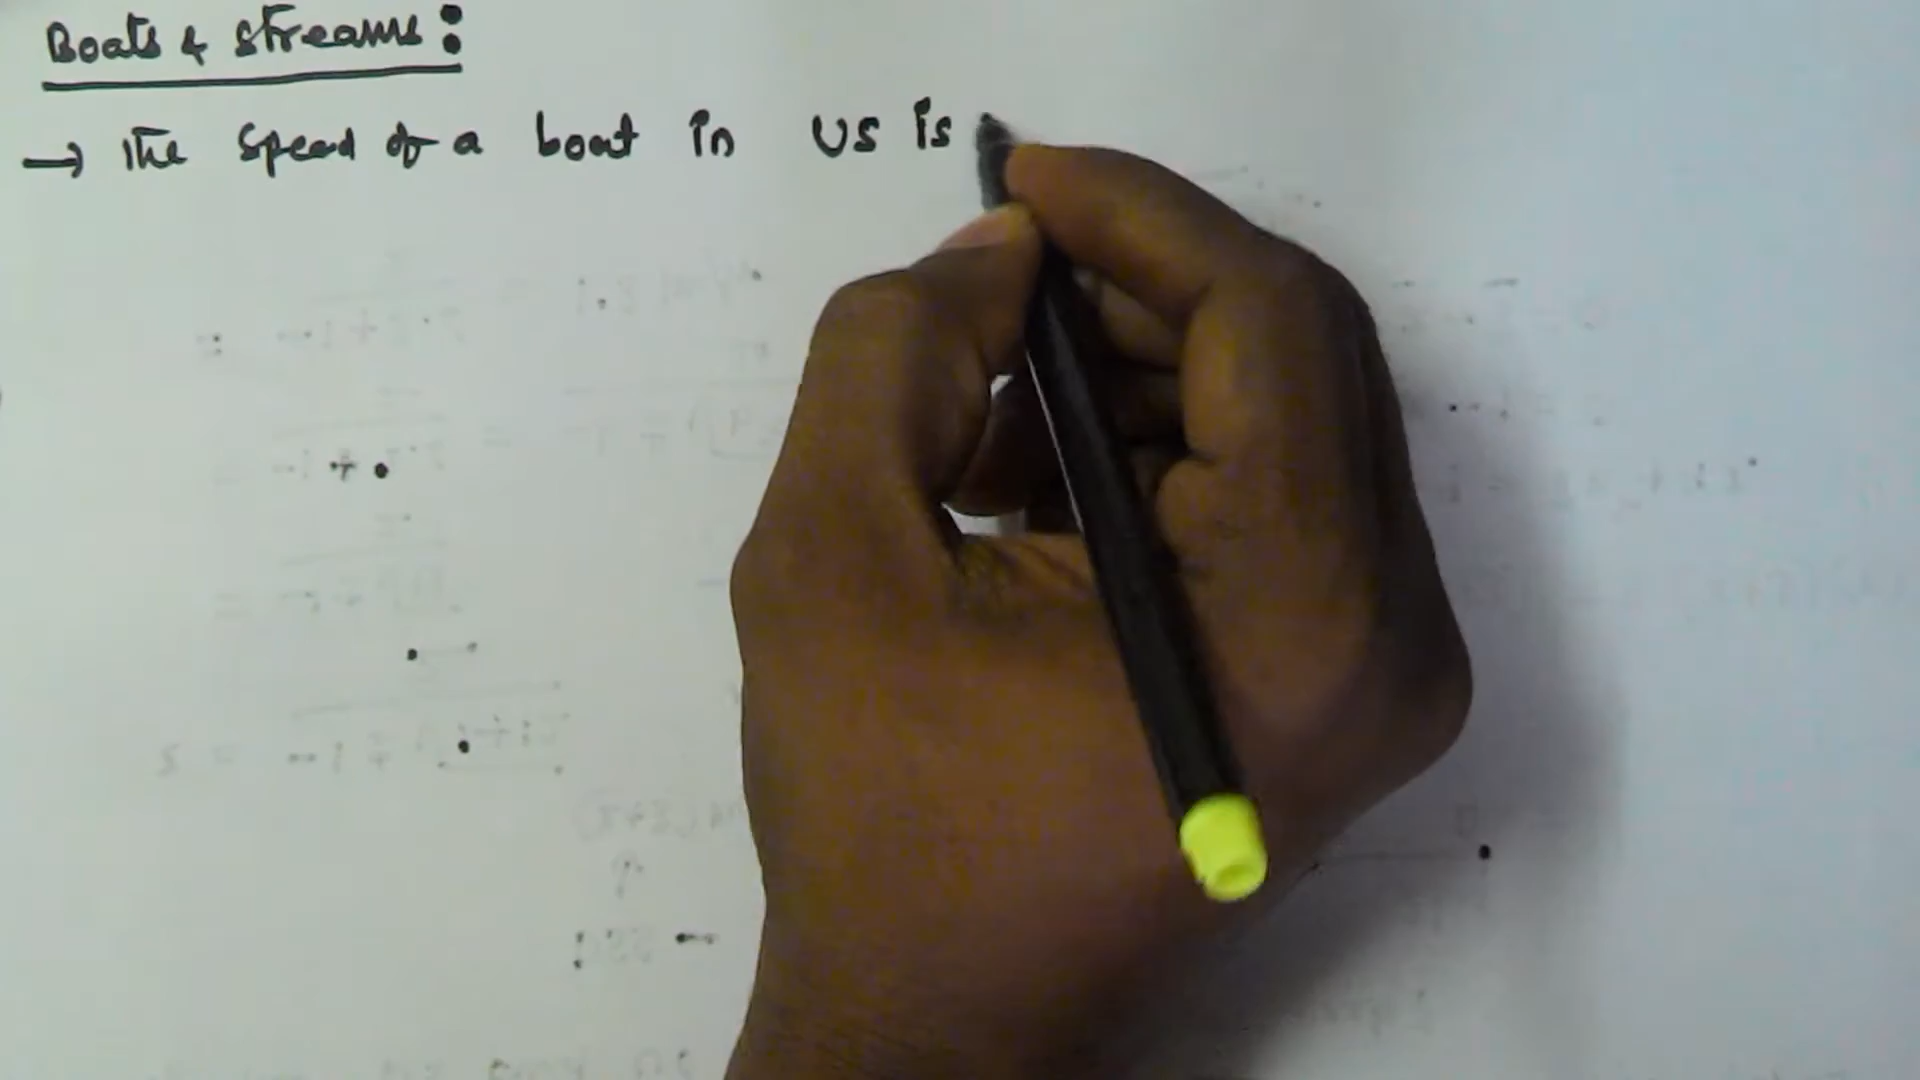 Boats & streams:
→ The speed of a boat in US is